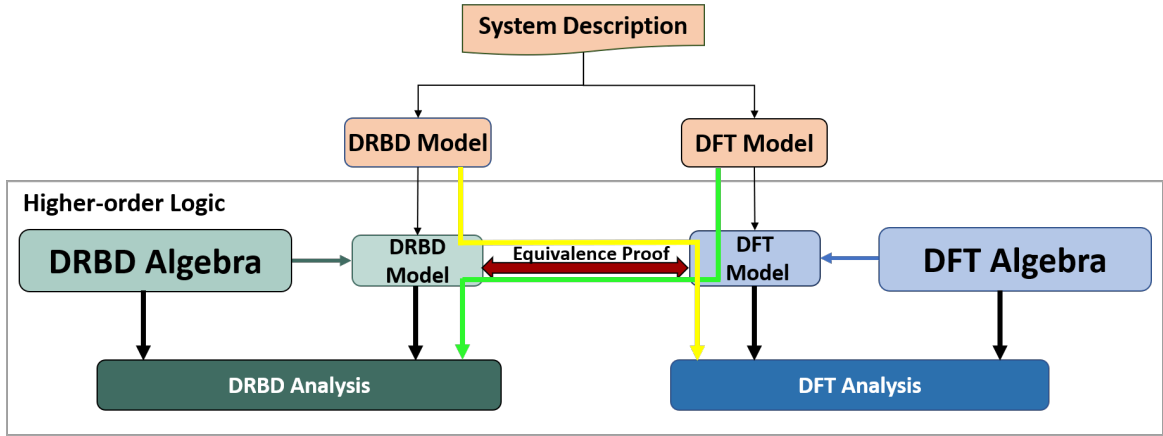 System Description
DRBD Model
DFT Model
Higher-order Logic
DRBD Algebra
DRBD
Model
Equivalence Proof
DFT
Model
DFT Algebra
DRBD Analysis
DFT Analysis